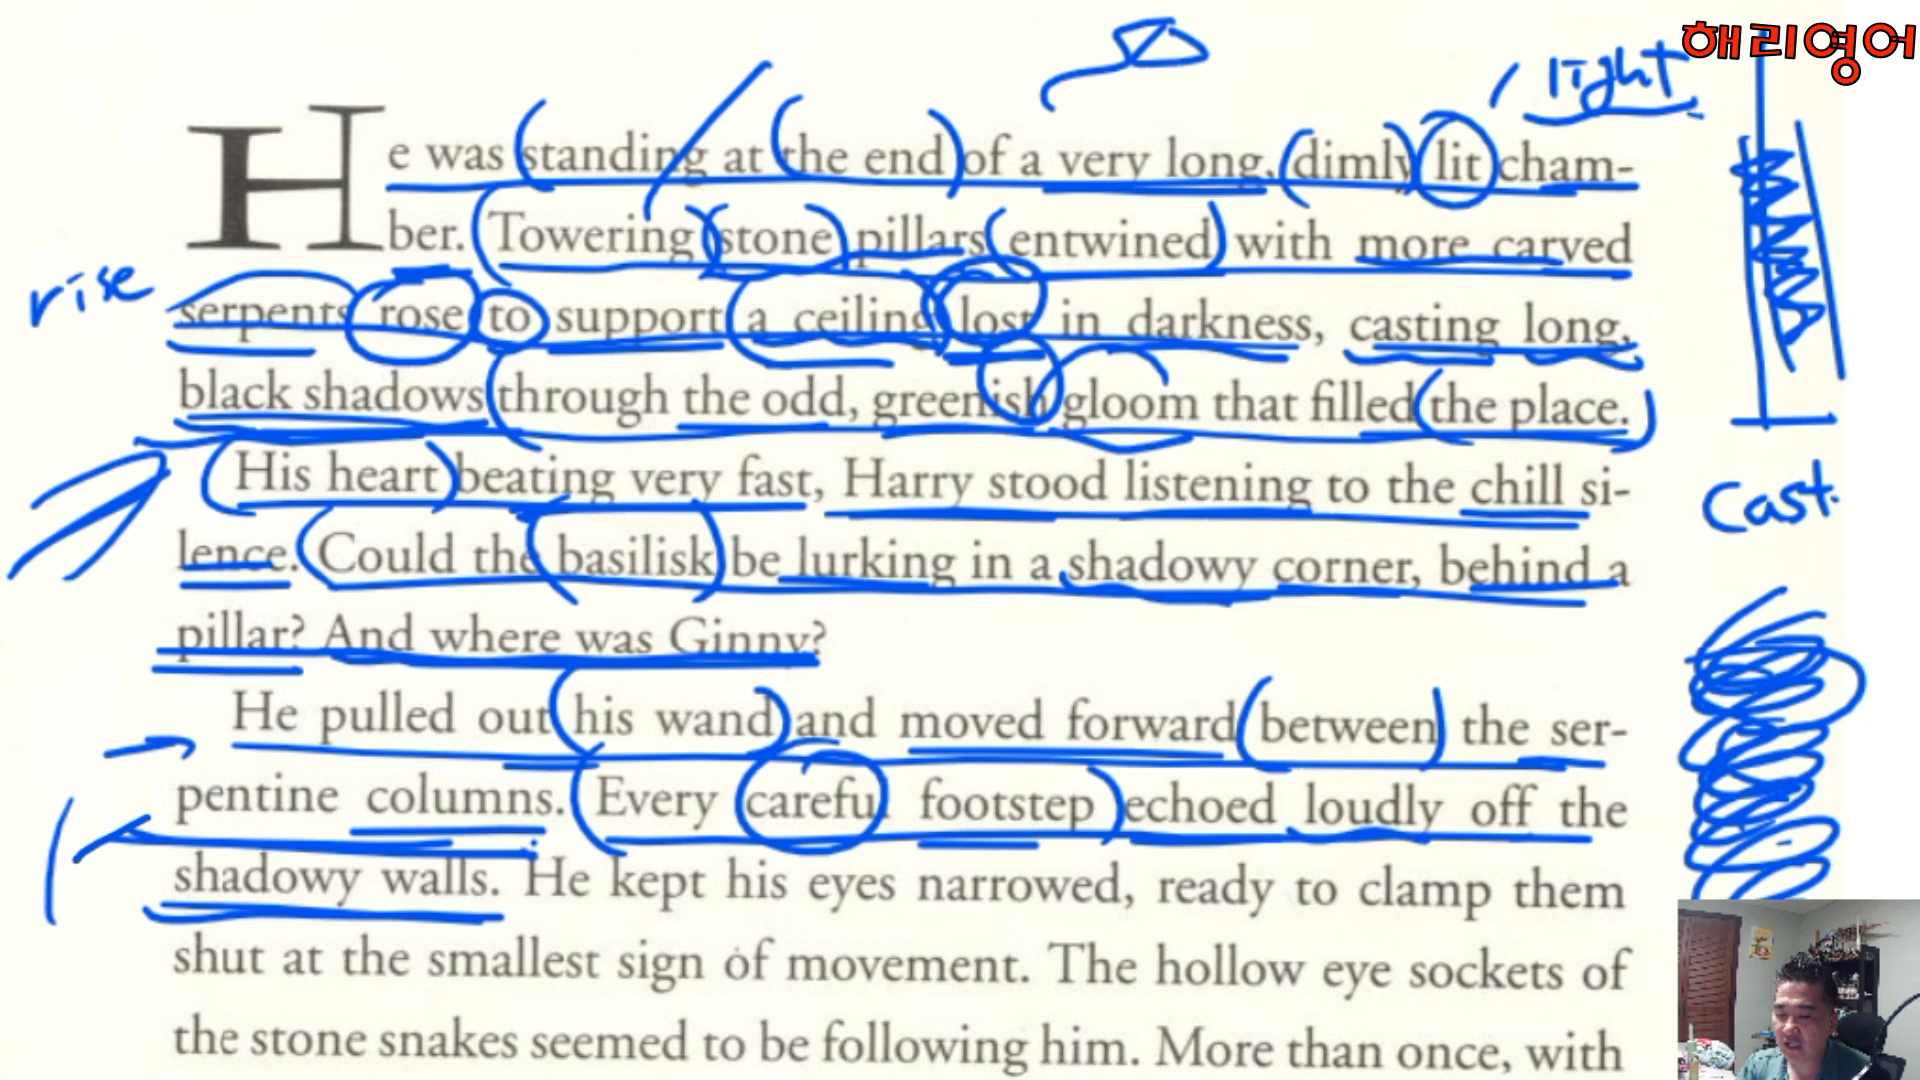 해리영어
light
He was standing at the end of a very long, dimly lit cham-
ber. Towering stone pillars entwined with more carved
rise
serpents rose to support a ceiling lost in darkness, casting long,
black shadows through the odd, greenish gloom that filled the place.
His heart beating very fast, Harry stood listening to the chill si-
cast.
lence. Could the basilisk be lurking in a shadowy corner, behind a
pillar? And where was Ginny?
He pulled out his wand and moved forward between the ser-
pentine columns. Every careful footstep echoed loudly off the
shadowy walls. He kept his eyes narrowed, ready to clamp them
shut at the smallest sign of movement. The hollow eye sockets of
the stone snakes seemed to be following him. More than once, with